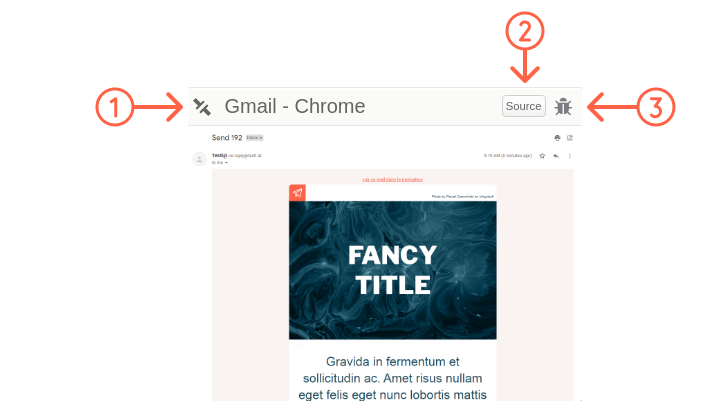 2
1
Gmail - Chrome
Source
3
Send 192
Inbox ×
to me
FANCY
TITLE
Gravida in fermentum et
sollicitudin ac. Amet risus nullam
eget felis eget nunc lobortis mattis